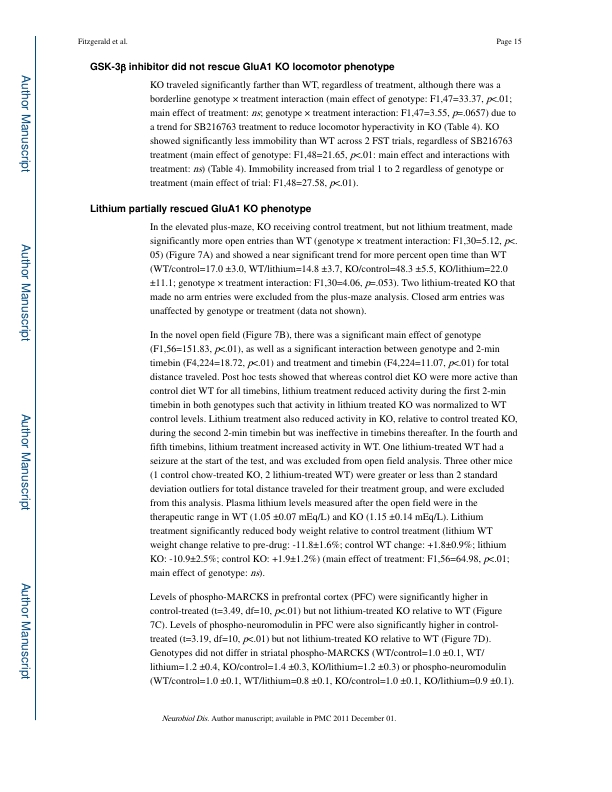 Fitzgerald et al.
Page 15
GSK-3β inhibitor did not rescue GluA1 KO locomotor phenotype
KO traveled significantly farther than WT, regardless of treatment, although there was a
borderline genotype × treatment interaction (main effect of genotype: F1,47=33.37, p<.01;
main effect of treatment: ns; genotype × treatment interaction: F1,47=3.55, p=.0657) due to
a trend for SB216763 treatment to reduce locomotor hyperactivity in KO (Table 4). KO
showed significantly less immobility than WT across 2 FST trials, regardless of SB216763
treatment (main effect of genotype: F1,48=21.65, p<.01: main effect and interactions with
treatment: ns) (Table 4). Immobility increased from trial 1 to 2 regardless of genotype or
treatment (main effect of trial: F1,48=27.58, p<.01).
Lithium partially rescued GluA1 KO phenotype
In the elevated plus-maze, KO receiving control treatment, but not lithium treatment, made
significantly more open entries than WT (genotype × treatment interaction: F1,30=5.12, p<.
05) (Figure 7A) and showed a near significant trend for more percent open time than WT
(WT/control=17.0 ±3.0, WT/lithium=14.8 ±3.7, KO/control=48.3 ±5.5, KO/lithium=22.0
±11.1; genotype × treatment interaction: F1,30=4.06, p=.053). Two lithium-treated KO that
made no arm entries were excluded from the plus-maze analysis. Closed arm entries was
unaffected by genotype or treatment (data not shown).
In the novel open field (Figure 7B), there was a significant main effect of genotype
(F1,56=151.83, p<.01), as well as a significant interaction between genotype and 2-min
timebin (F4,224=18.72, p<.01) and treatment and timebin (F4,224=11.07, p<.01) for total
distance traveled. Post hoc tests showed that whereas control diet KO were more active than
control diet WT for all timebins, lithium treatment reduced activity during the first 2-min
timebin in both genotypes such that activity in lithium treated KO was normalized to WT
control levels. Lithium treatment also reduced activity in KO, relative to control treated KO,
during the second 2-min timebin but was ineffective in timebins thereafter. In the fourth and
fifth timebins, lithium treatment increased activity in WT. One lithium-treated WT had a
seizure at the start of the test, and was excluded from open field analysis. Three other mice
(1 control chow-treated KO, 2 lithium-treated WT) were greater or less than 2 standard
deviation outliers for total distance traveled for their treatment group, and were excluded
from this analysis. Plasma lithium levels measured after the open field were in the
therapeutic range in WT (1.05 ±0.07 mEq/L) and KO (1.15 ±0.14 mEq/L). Lithium
treatment significantly reduced body weight relative to control treatment (lithium WT
weight change relative to pre-drug: -11.8±1.6%; control WT change: +1.8±0.9%; lithium
KO: -10.9±2.5%; control KO: +1.9±1.2%) (main effect of treatment: F1,56=64.98, p<.01;
main effect of genotype: ns).
Levels of phospho-MARCKS in prefrontal cortex (PFC) were significantly higher in
control-treated (t=3.49, df=10, p<.01) but not lithium-treated KO relative to WT (Figure
7C). Levels of phospho-neuromodulin in PFC were also significantly higher in control-
treated (t=3.19, df=10, p<.01) but not lithium-treated KO relative to WT (Figure 7D).
Genotypes did not differ in striatal phospho-MARCKS (WT/control=1.0 ±0.1, WT/
lithium=1.2 ±0.4, KO/control=1.4 ±0.3, KO/lithium=1.2 ±0.3) or phospho-neuromodulin
(WT/control=1.0 ±0.1, WT/lithium=0.8 ±0.1, KO/control=1.0 ±0.1, KO/lithium=0.9 ±0.1).
Neurobiol Dis. Author manuscript; available in PMC 2011 December 01.
Author Manuscript
Author Manuscript
Author Manuscript
Author Manuscript